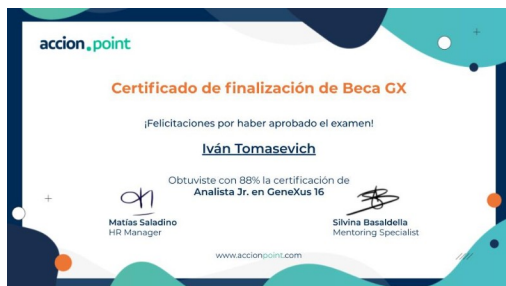 accion.point
Certificado de finalización de Beca GX
¡Felicitaciones por haber aprobado el examen!
Iván Tomasevich
Obtuviste con 88% la certificación de
Analista Jr. en GeneXus 16
Matías Saladino
HR Manager
Silvina Basaldella
Mentoring Specialist
www.accionpoint.com